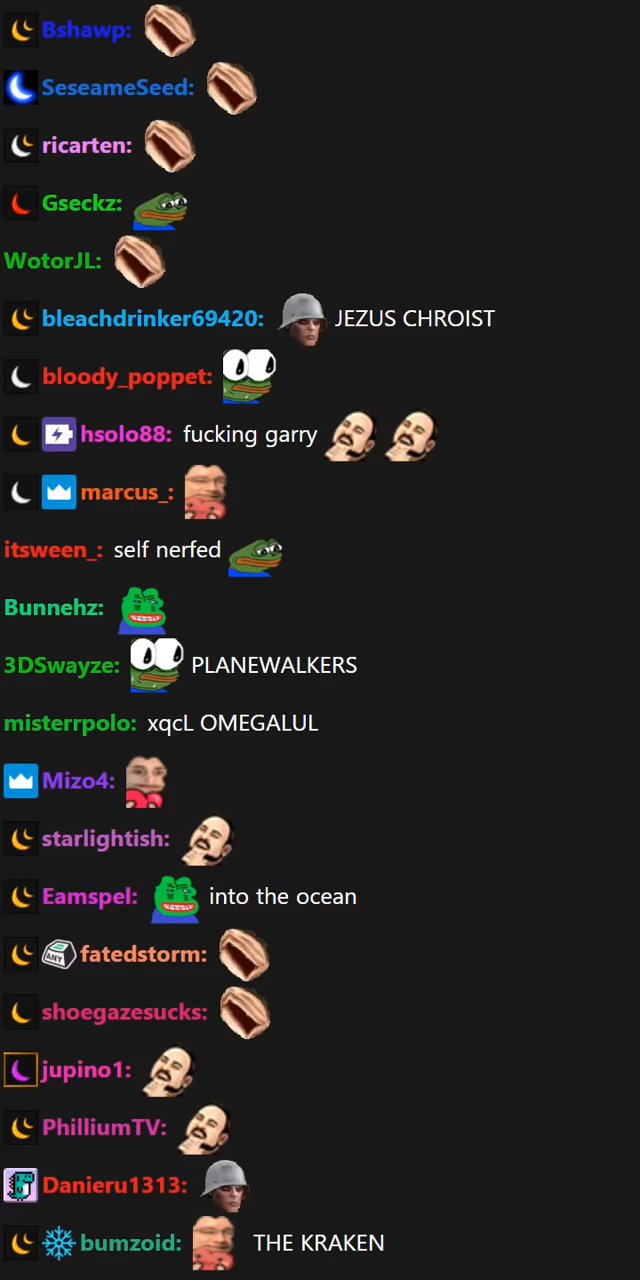 Bshawp:
SeseameSeed:
ricarten:
Gseckz:
WotorJL:
bleachdrinker69420: JEZUS CHROIST
bloody_poppet:
hsolo88: fucking garry
marcus_:
itsween_: self nerfed
Bunnehz:
3DSwayze: PLANEWALKERS
misterrpolo: xqcL OMEGALUL
Mizo4:
starlightish:
Eamspel: into the ocean
ANY fatedstorm:
shoegazesucks:
jupino1:
PhilliumTV:
Danieru1313:
bumzoid: THE KRAKEN